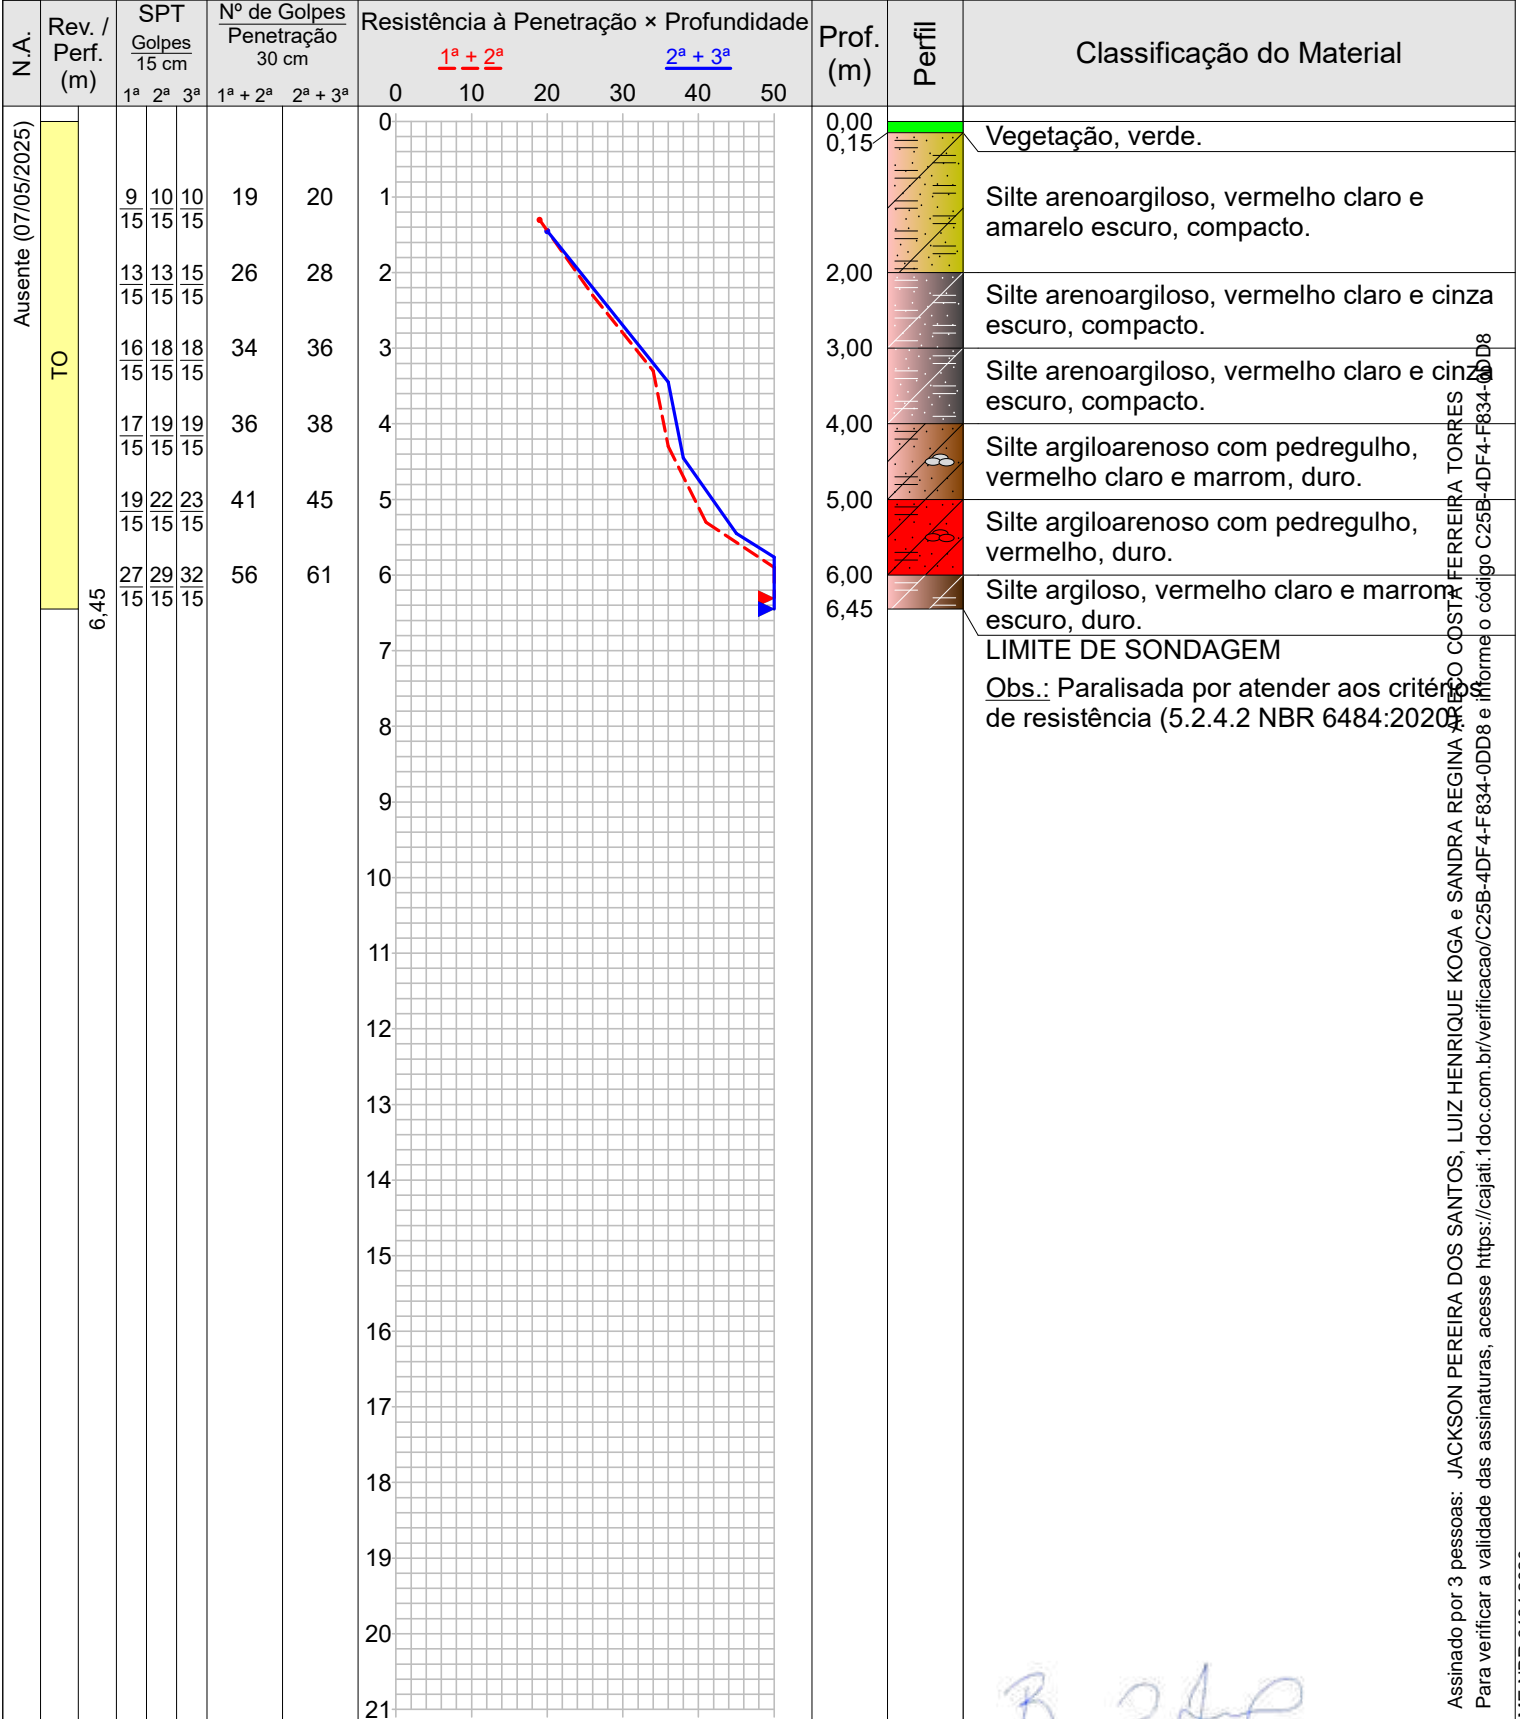 N.A.
Rev. /
Perf.
(m)
SPT
Golpes
15 cm
1ª 2ª 3ª
Nº de Golpes
Penetração
30 cm
1ª + 2ª 2ª + 3ª
Resistência à Penetração × Profundidade
1ª + 2ª 2ª + 3ª
0 10 20 30 40 50
Prof.
(m)
Perfil
Classificação do Material
Ausente (07/05/2025)
TO
6,45
9 10 10 19 20
15 15 15
13 13 15 26 28
15 15 15
16 18 18 34 36
15 15 15
17 19 19 36 38
15 15 15
19 22 23 41 45
15 15 15
27 29 32 56 61
15 15 15
0
1
2
3
4
5
6
7
8
9
10
11
12
13
14
15
16
17
18
19
20
21
0,00
0,15
2,00
3,00
4,00
5,00
6,00
6,45
Vegetação, verde.
Silte arenoargiloso, vermelho claro e
amarelo escuro, compacto.
Silte arenoargiloso, vermelho claro e cinza
escuro, compacto.
Silte arenoargiloso, vermelho claro e cinza
escuro, compacto.
Silte argiloarenoso com pedregulho,
vermelho claro e marrom, duro.
Silte argiloarenoso com pedregulho,
vermelho, duro.
Silte argiloso, vermelho claro e marrom
escuro, duro.
LIMITE DE SONDAGEM
Obs.: Paralisada por atender aos critérios
de resistência (5.2.4.2 NBR 6484:2020).
Assinado por 3 pessoas: JACKSON PEREIRA DOS SANTOS, LUIZ HENRIQUE KOGA e SANDRA REGINA ARECO COSTA FERREIRA TORRES
Para verificar a validade das assinaturas, acesse https://cajati.1doc.com.br/verificacao/C25B-4DF4-F834-0DD8 e informe o código C25B-4DF4-F834-0DD8